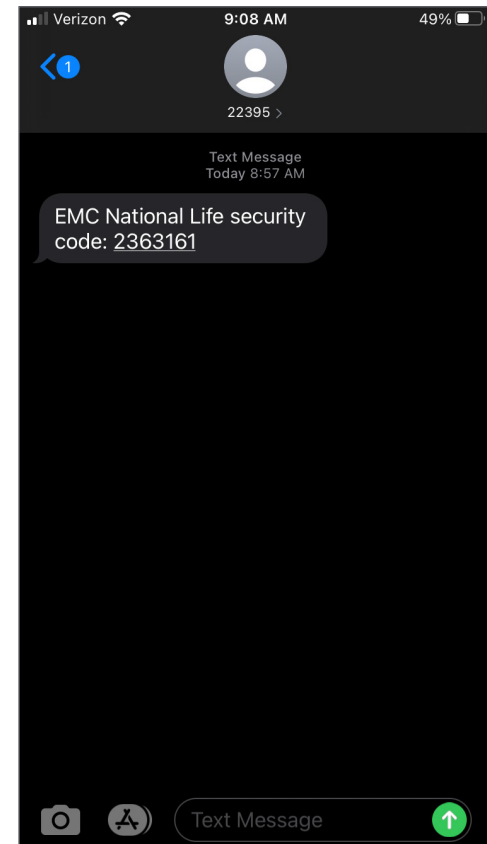 Verizon 9:08 AM 49%
1
22395 >
Text Message
Today 8:57 AM
EMC National Life security
code: 2363161
Text Message